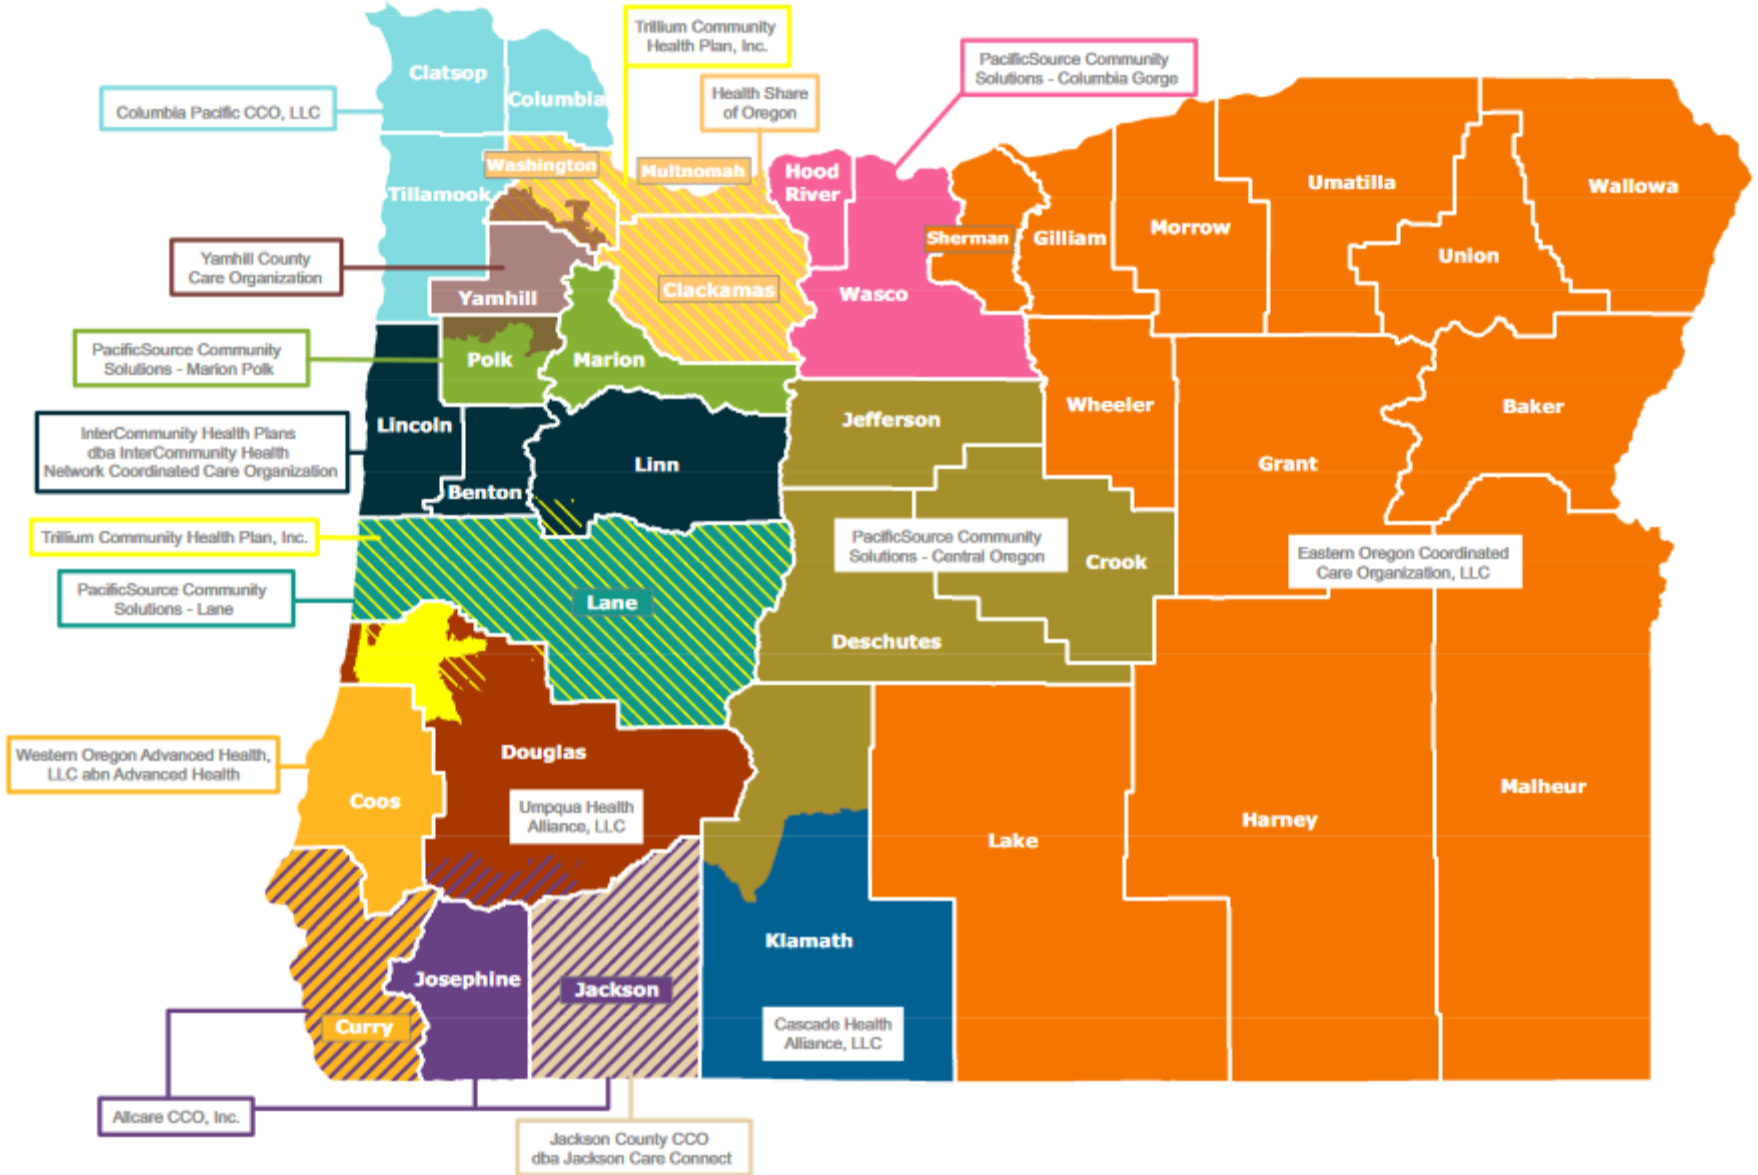 Trillium Community
Health Plan, Inc.
PacificSource Community
Solutions - Columbia Gorge
Clatsop
Columbia
Columbia Pacific CCO, LLC
Health Share
of Oregon
Washington
Multnomah
Hood
River
Tillamook
Umatilla
Wallowa
Sherman
Gilliam
Morrow
Union
Yamhill County
Care Organization
Yamhill
Clackamas
Wasco
PacificSource Community
Solutions - Marion Polk
Polk
Marion
Lincoln
Jefferson
Wheeler
Baker
InterCommunity Health Plans
dba InterCommunity Health
Network Coordinated Care Organization
Linn
Grant
Benton
Trillium Community Health Plan, Inc.
PacificSource Community
Solutions - Central Oregon
Crook
Eastern Oregon Coordinated
Care Organization, LLC
PacificSource Community
Solutions - Lane
Lane
Deschutes
Western Oregon Advanced Health,
LLC abn Advanced Health
Douglas
Coos
Umpqua Health
Alliance, LLC
Malheur
Harney
Lake
Klamath
Josephine
Jackson
Curry
Cascade Health
Alliance, LLC
Allcare CCO, Inc.
Jackson County CCO
dba Jackson Care Connect